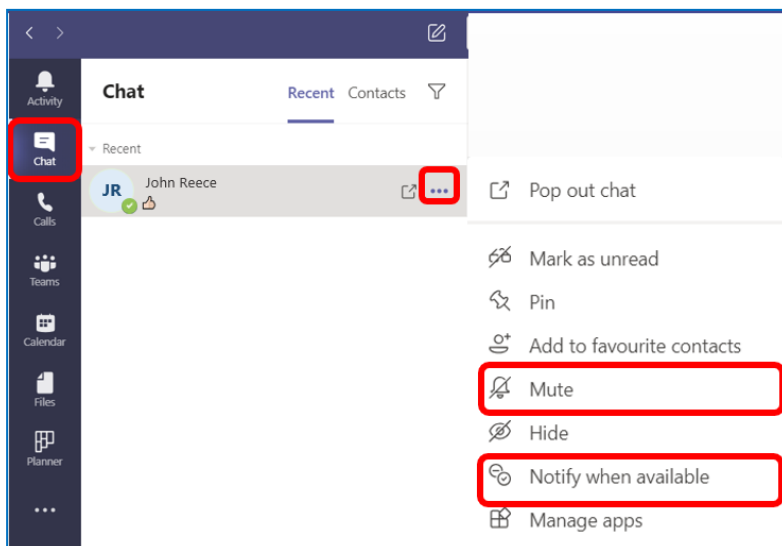 Activity
Chat
Calls
Teams
Calendar
Files
Planner
Chat
Recent Contacts
Recent
JR John Reece
Pop out chat
Mark as unread
Pin
Add to favourite contacts
Mute
Hide
Notify when available
Manage apps